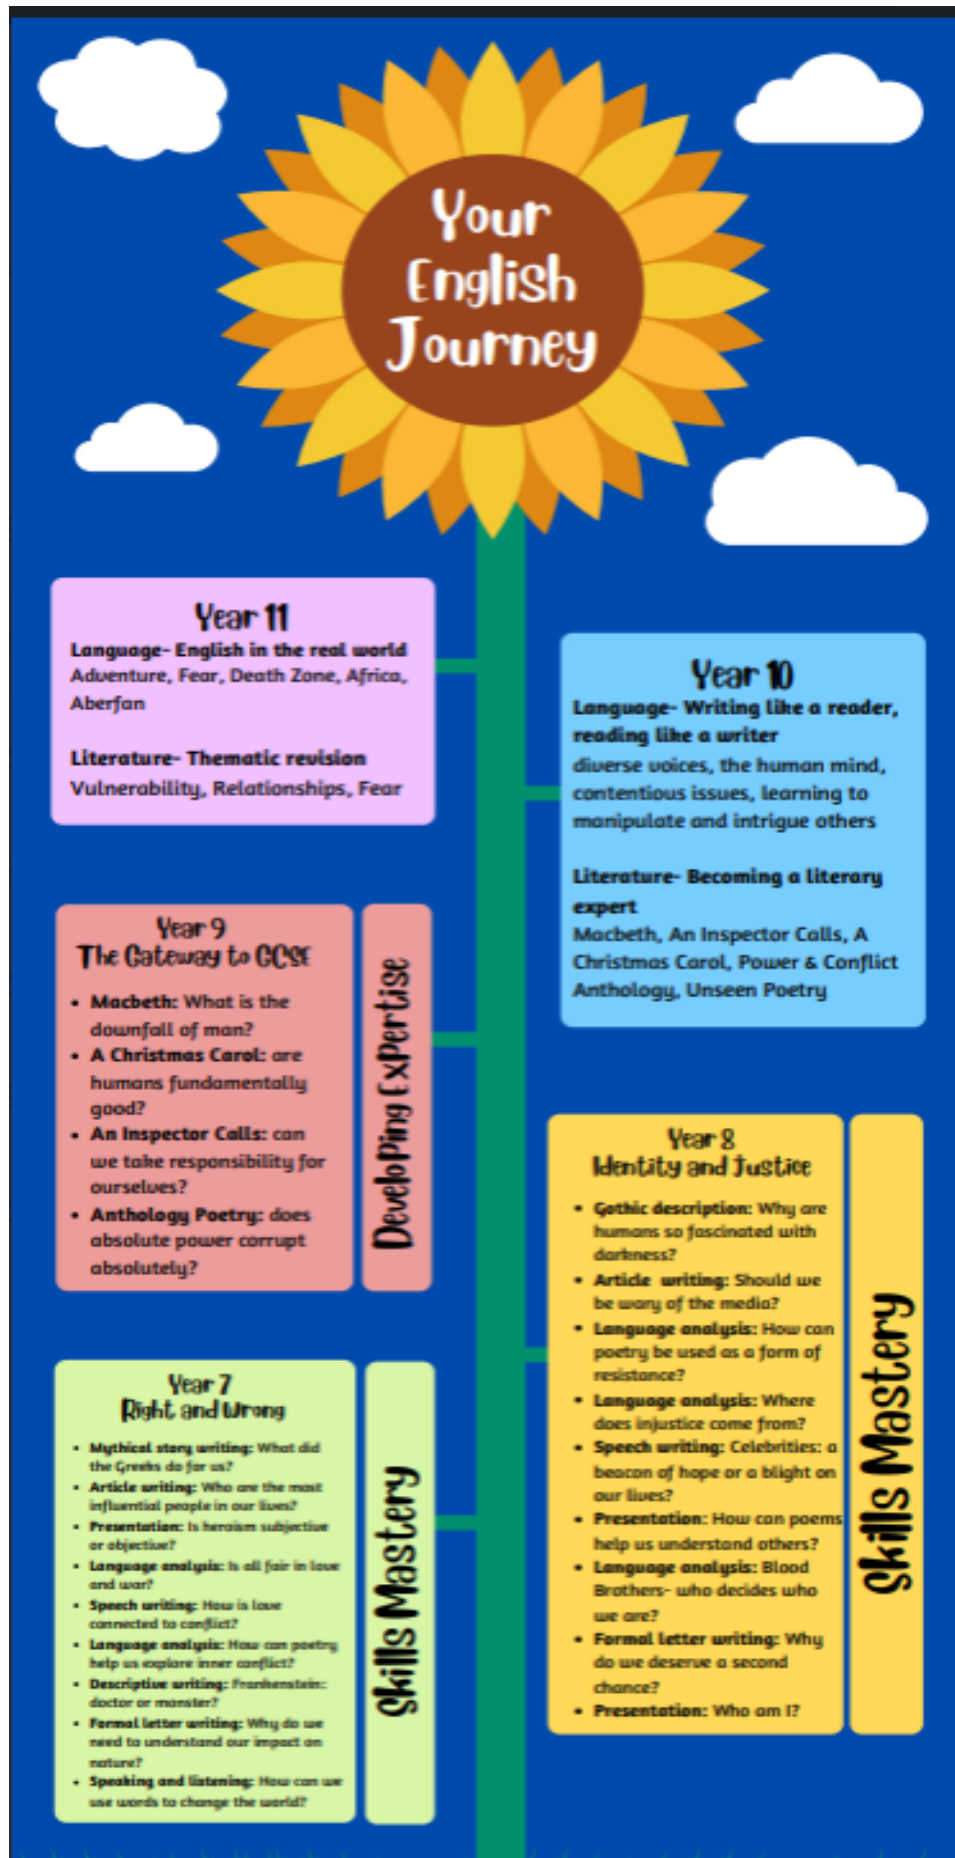 Your
English
Journey
Year 11
Language- English in the real world
Adventure, Fear, Death Zone, Africa,
Aberfan
Literature- Thematic revision
Vulnerability, Relationships, Fear
Year 10
Language- Writing like a reader,
reading like a writer
diverse voices, the human mind,
contentious issues, learning to
manipulate and intrigue others
Literature- Becoming a literary
expert
Macbeth, An Inspector Calls, A
Christmas Carol, Power & Conflict
Anthology, Unseen Poetry
Year 9
The Gateway to GCSE
• Macbeth: What is the
downfall of man?
• A Christmas Carol: are
humans fundamentally
good?
• An Inspector Calls: can
we take responsibility for
ourselves?
• Anthology Poetry: does
absolute power corrupt
absolutely?
Developing Expertise
Year 8
Identity and Justice
• Gothic description: Why are
humans so fascinated with
darkness?
• Article writing: Should we
be wary of the media?
• Language analysis: How can
poetry be used as a form of
resistance?
• Language analysis: Where
does injustice come from?
• Speech writing: Celebrities: a
beacon of hope or a blight on
our lives?
• Presentation: How can poems
help us understand others?
• Language analysis: Blood
Brothers- who decides who
we are?
• Formal letter writing: Why
do we deserve a second
chance?
• Presentation: Who am I?
Skills Mastery
Year 7
Right and Wrong
• Mythical story writing: What did
the Greeks do for us?
• Article writing: Who are the most
influential people in our lives?
• Presentation: Is heroism subjective
or objective?
• Language analysis: Is all fair in love
and war?
• Speech writing: How is love
connected to conflict?
• Language analysis: How can poetry
help us explore inner conflict?
• Descriptive writing: Frankenstein:
doctor or monster?
• Formal letter writing: Why do we
need to understand our impact on
nature?
• Speaking and listening: How can we
use words to change the world?
Skills Mastery